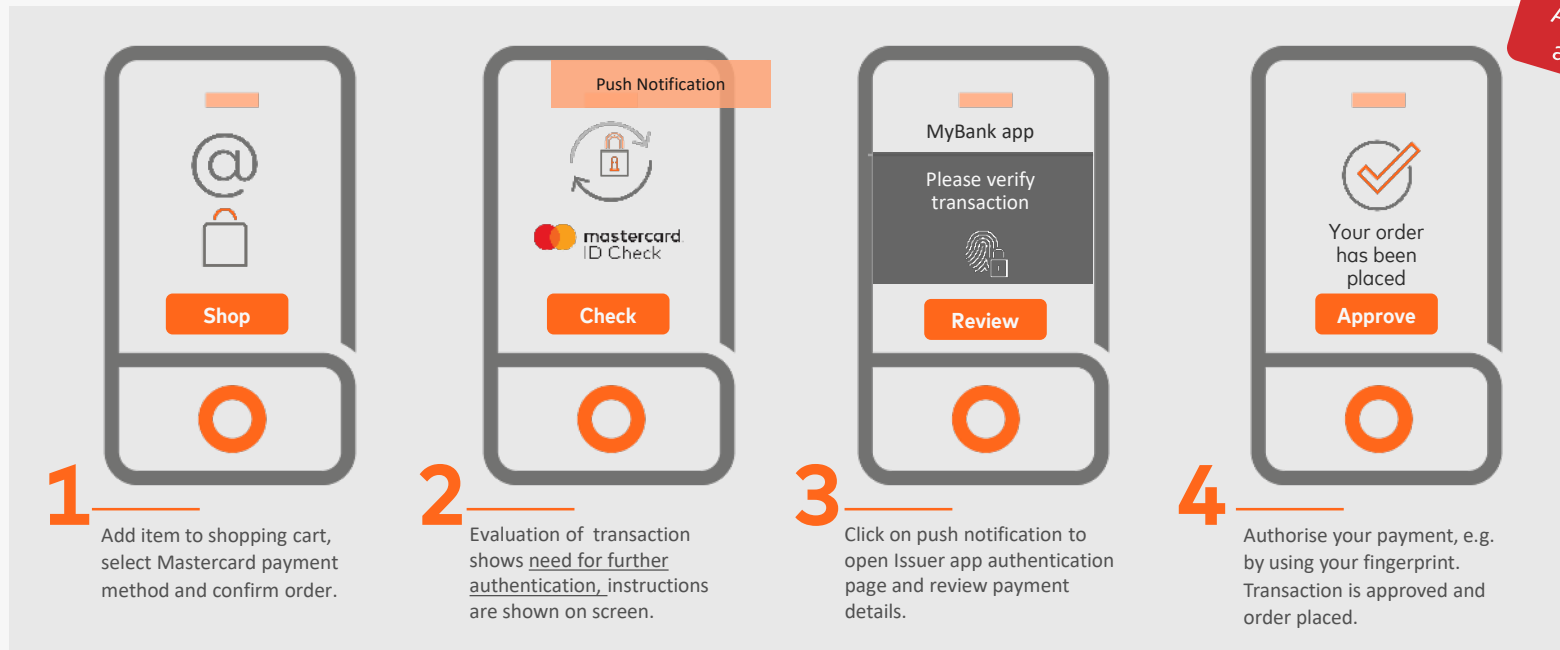 Push Notification
mastercard
ID Check
MyBank app
Please verify
transaction
Your order
has been
placed
Shop
Check
Review
Approve
1
Add item to shopping cart,
select Mastercard payment
method and confirm order.
2
Evaluation of transaction
shows need for further
authentication, instructions
are shown on screen.
3
Click on push notification to
open Issuer app authentication
page and review payment
details.
4
Authorise your payment, e.g.
by using your fingerprint.
Transaction is approved and
order placed.